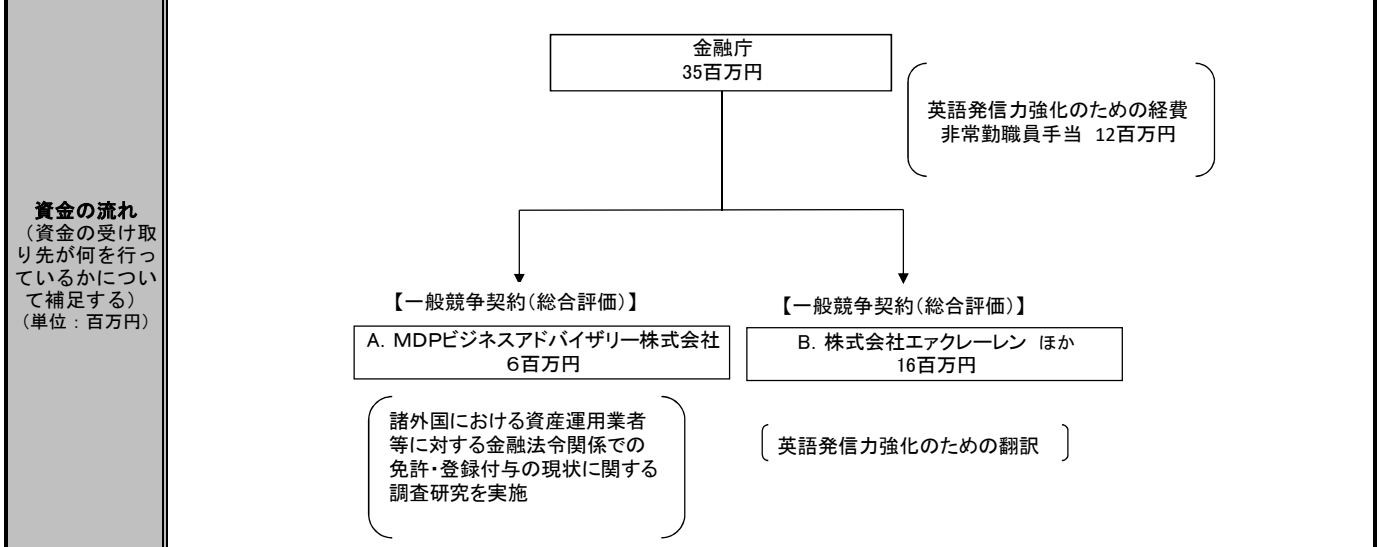 金融庁
35百万円
英語発信力強化のための経費
非常勤職員手当 12百万円
資金の流れ
（資金の受け取
り先が何を行っ
ているかについ
て補足する）
（単位：百万円）
【一般競争契約（総合評価）】
A．MDPビジネスアドバイザリー株式会社
６百万円
諸外国における資産運用業者
等に対する金融法令関係での
免許・登録付与の現状に関する
調査研究を実施
【一般競争契約（総合評価）】
B．株式会社エァクレーレン ほか
16百万円
英語発信力強化のための翻訳